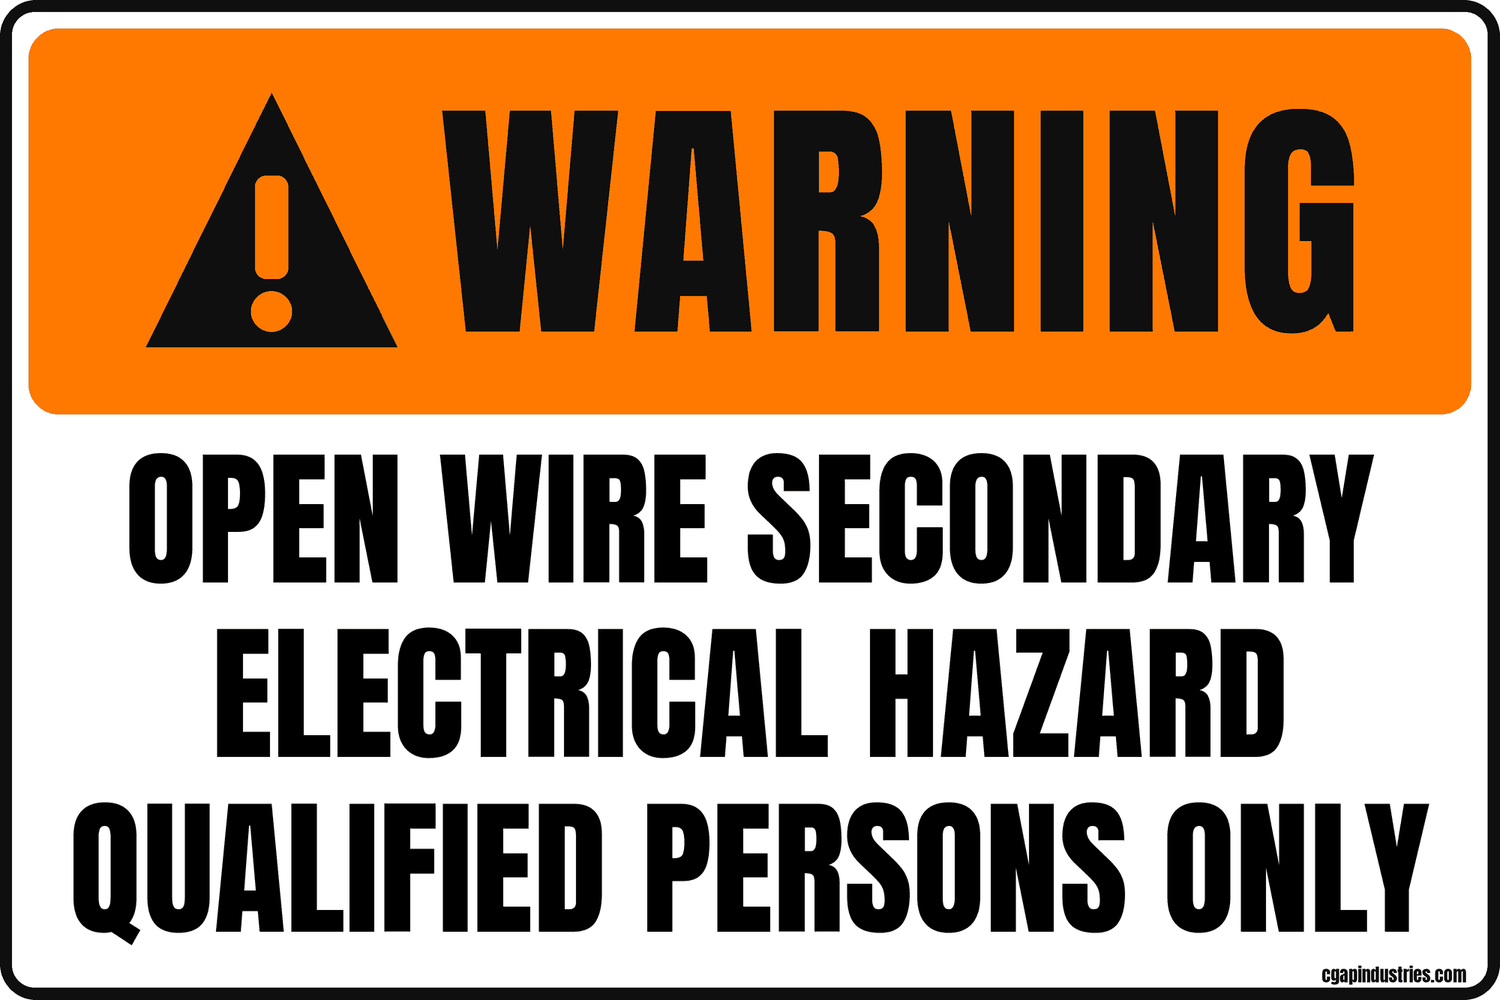 WARNING
OPEN WIRE SECONDARY
ELECTRICAL HAZARD
QUALIFIED PERSONS ONLY
cgapindustries.com